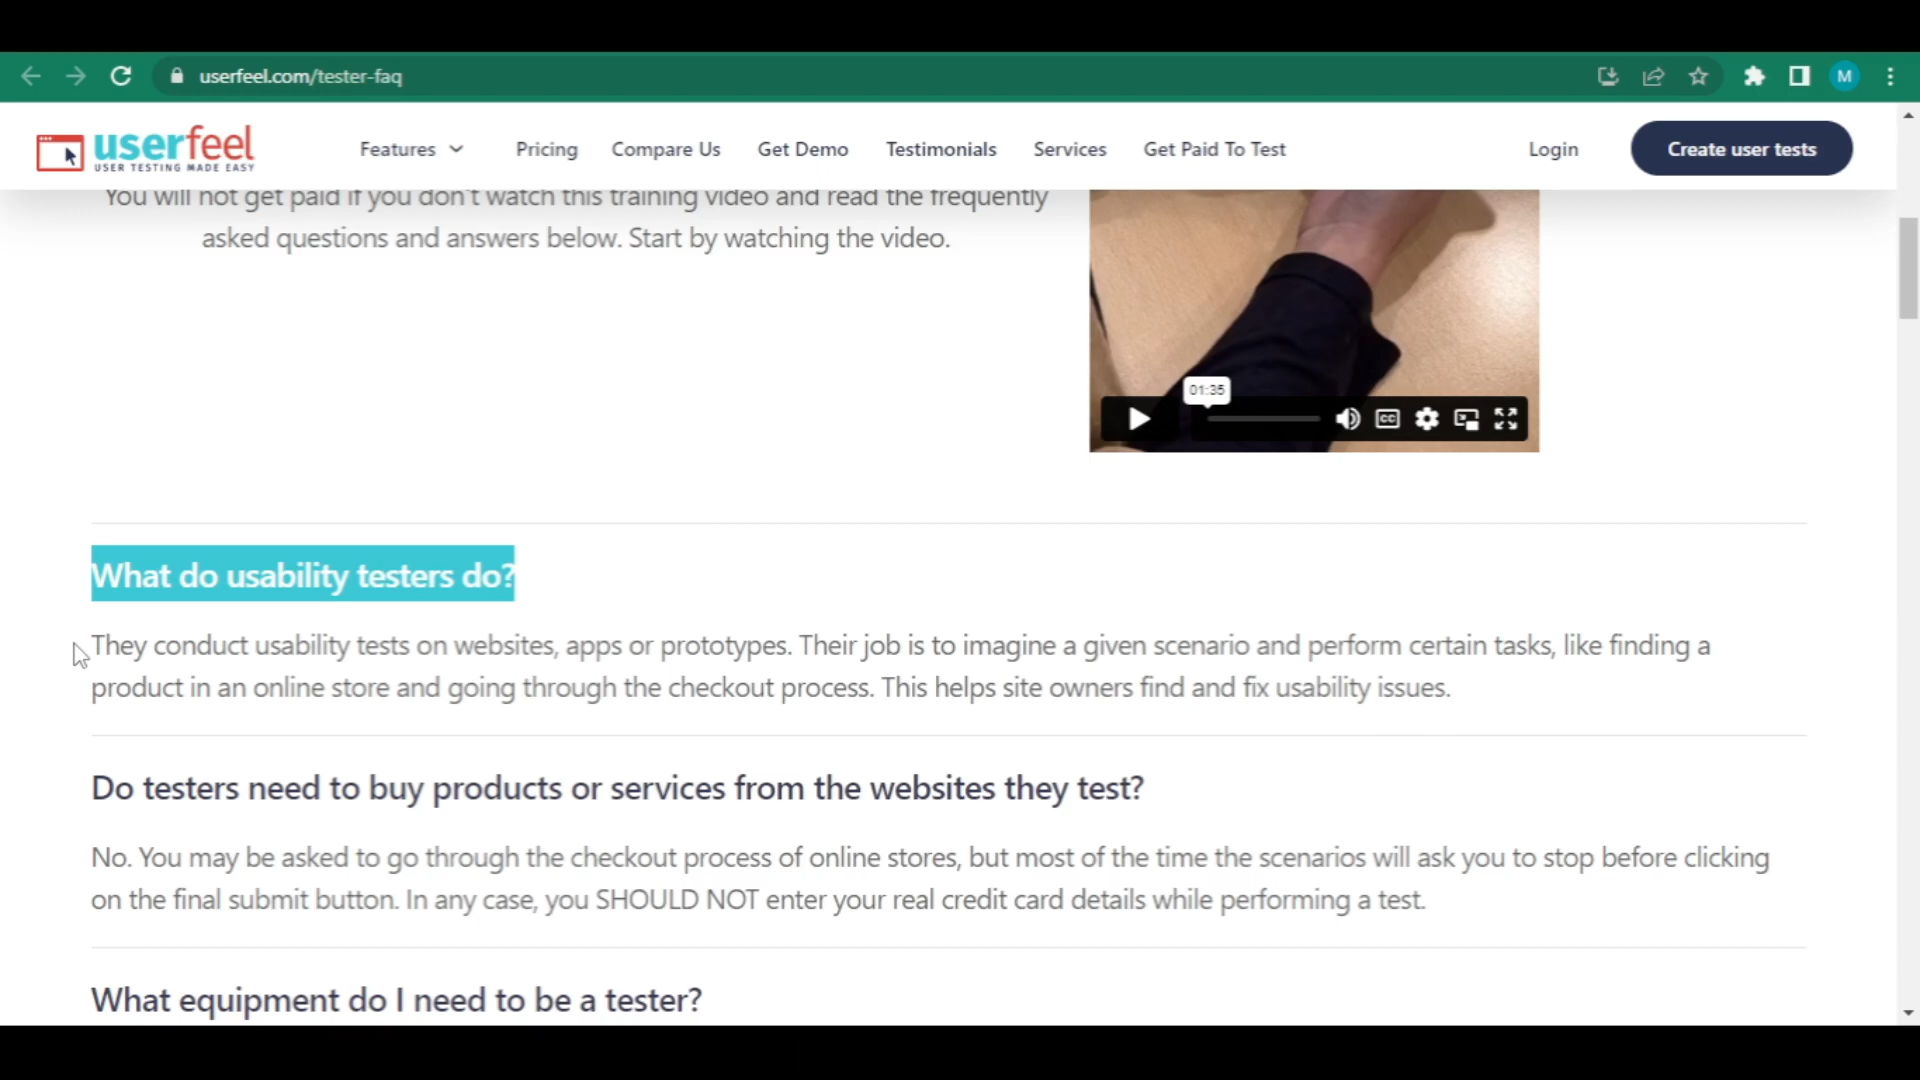 userfeel.com/tester-faq
M
userfeel
USER TESTING MADE EASY
Features
Pricing
Compare Us
Get Demo
Testimonials
Services
Get Paid To Test
Login
Create user tests
You will not get paid if you don't watch this training video and read the frequently
asked questions and answers below. Start by watching the video.
01:35
CC
What do usability testers do?
They conduct usability tests on websites, apps or prototypes. Their job is to imagine a given scenario and perform certain tasks, like finding a
product in an online store and going through the checkout process. This helps site owners find and fix usability issues.
Do testers need to buy products or services from the websites they test?
No. You may be asked to go through the checkout process of online stores, but most of the time the scenarios will ask you to stop before clicking
on the final submit button. In any case, you SHOULD NOT enter your real credit card details while performing a test.
What equipment do I need to be a tester?